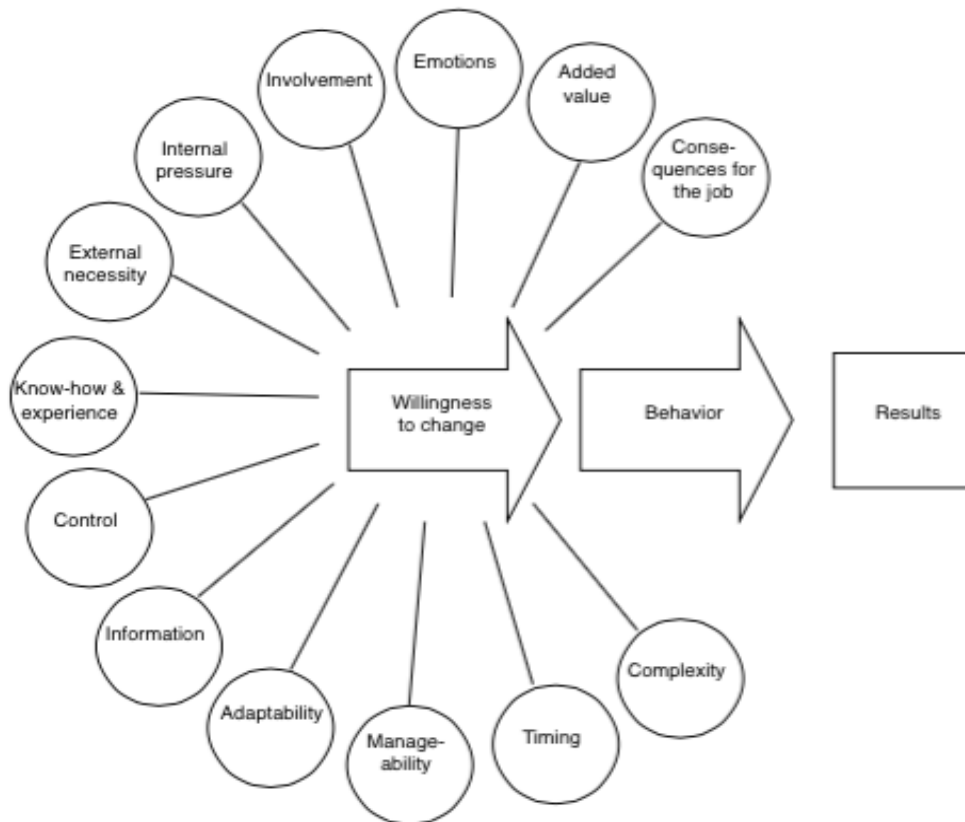 Emotions
Involvement
Added
value
Conse-
quences for
the job
Internal
pressure
External
necessity
Know-how &
experience
Willingness
to change
Behavior
Results
Control
Information
Adaptability
Manage-
ability
Timing
Complexity